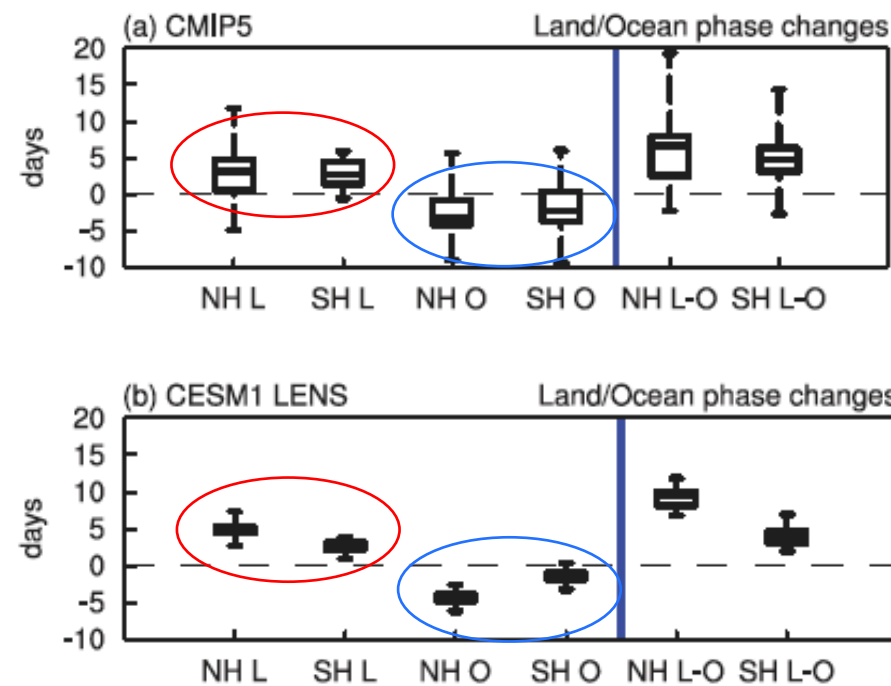 (a) CMIP5 Land/Ocean phase changes
20
15
10
5
0
-5
-10
days
NH L SH L NH O SH O NH L-O SH L-O
(b) CESM1 LENS Land/Ocean phase changes
20
15
10
5
0
-5
-10
days
NH L SH L NH O SH O NH L-O SH L-O